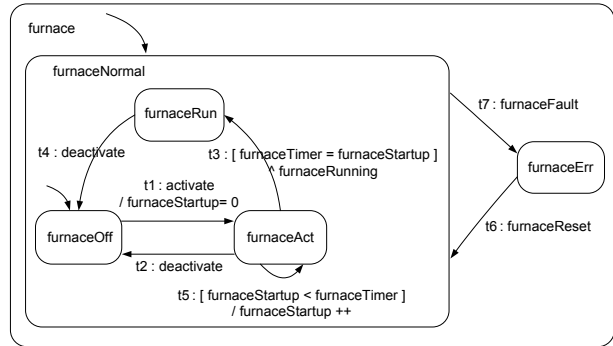 furnace
furnaceNormal
furnaceRun
t7 : furnaceFault
t4 : deactivate
t3 : [ furnaceTimer = furnaceStartup ]
^ furnaceRunning
furnaceErr
t1 : activate
/ furnaceStartup= 0
furnaceOff
furnaceAct
t6 : furnaceReset
t2 : deactivate
t5 : [ furnaceStartup < furnaceTimer ]
/ furnaceStartup ++